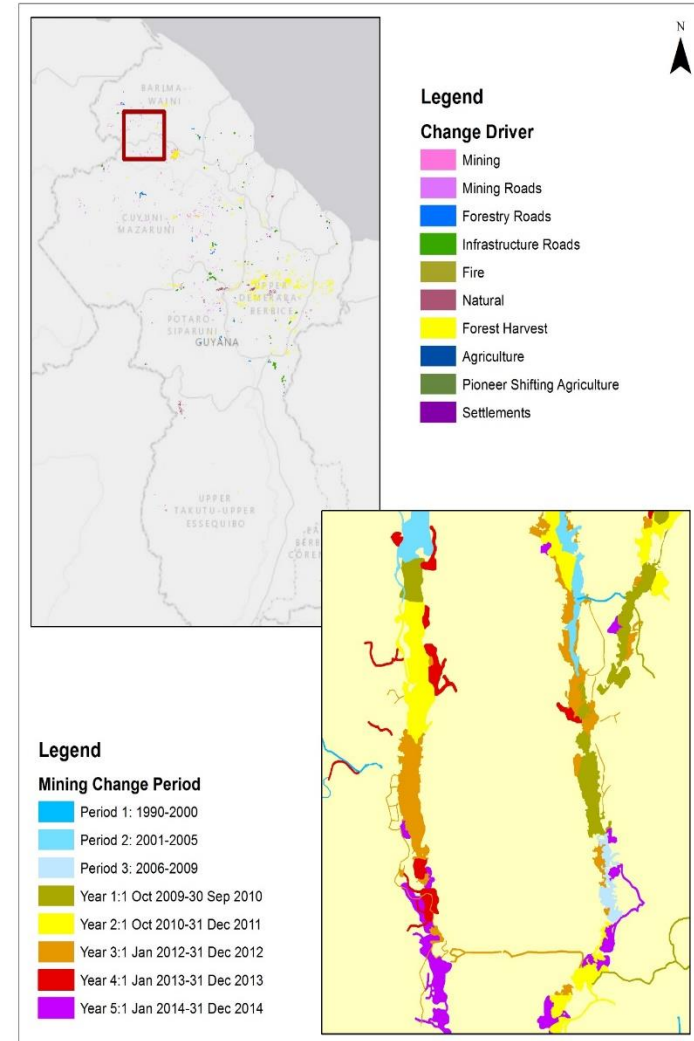 N
BARIMA-
WAINI
CUYUNI-
MAZARUNI
UPPER
DEMERARA-
BERBICE
POTARO-
SIPARUNI
GUYANA
UPPER
TAKUTU-UPPER
ESSEQUIBO
Legend
Change Driver
Mining
Mining Roads
Forestry Roads
Infrastructure Roads
Fire
Natural
Forest Harvest
Agriculture
Pioneer Shifting Agriculture
Settlements
Legend
Mining Change Period
Period 1: 1990-2000
Period 2: 2001-2005
Period 3: 2006-2009
Year 1:1 Oct 2009-30 Sep 2010
Year 2:1 Oct 2010-31 Dec 2011
Year 3:1 Jan 2012-31 Dec 2012
Year 4:1 Jan 2013-31 Dec 2013
Year 5:1 Jan 2014-31 Dec 2014